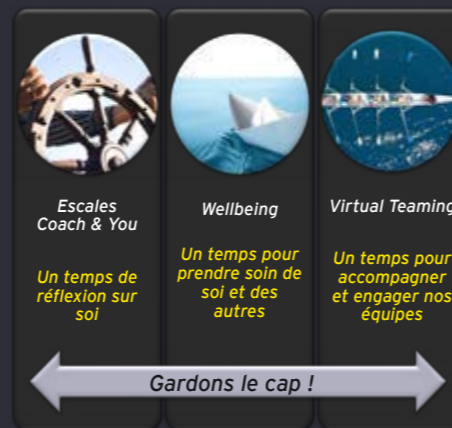 Escales
Coach & You
Un temps de
réflexion sur
soi
Wellbeing
Un temps pour
prendre soin de
soi et des
autres
Virtual Teaming
Un temps pour
accompagner
et engager nos
équipes
Gardons le cap !